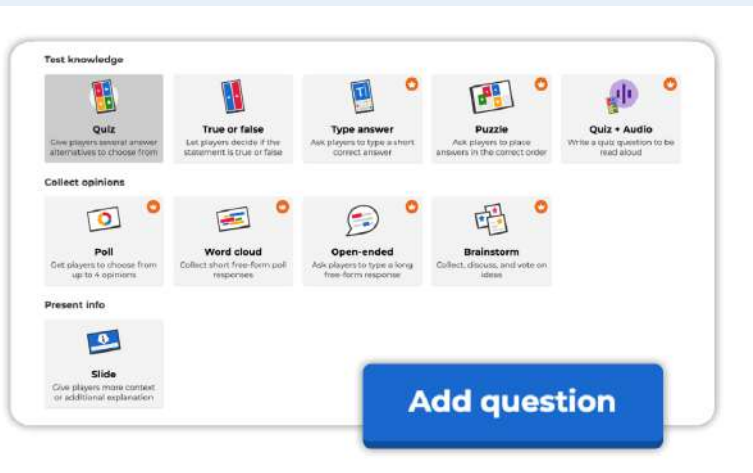 Test knowledge
Quiz
Give players several answer
alternatives to choose from
True or false
Let players decide if the
statement is true or false
Type answer
Ask players to type a short
correct answer
Puzzle
Ask players to place
answers in the correct order
Quiz + Audio
Write a quiz question to be
read aloud
Collect opinions
Poll
Get players to choose from
up to 4 opinions
Word cloud
Collect short free-form poll
responses
Open-ended
Ask players to type a long
free-form response
Brainstorm
Collect, discuss, and vote on
ideas
Present info
Slide
Give players more context
or additional explanation
Add question